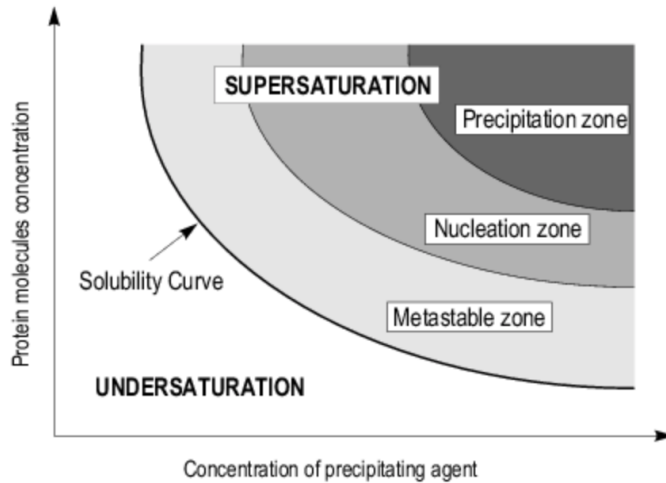 SUPERSATURATION
Precipitation zone
Nucleation zone
Solubility Curve
Metastable zone
UNDERSATURATION
Protein molecules concentration
Concentration of precipitating agent